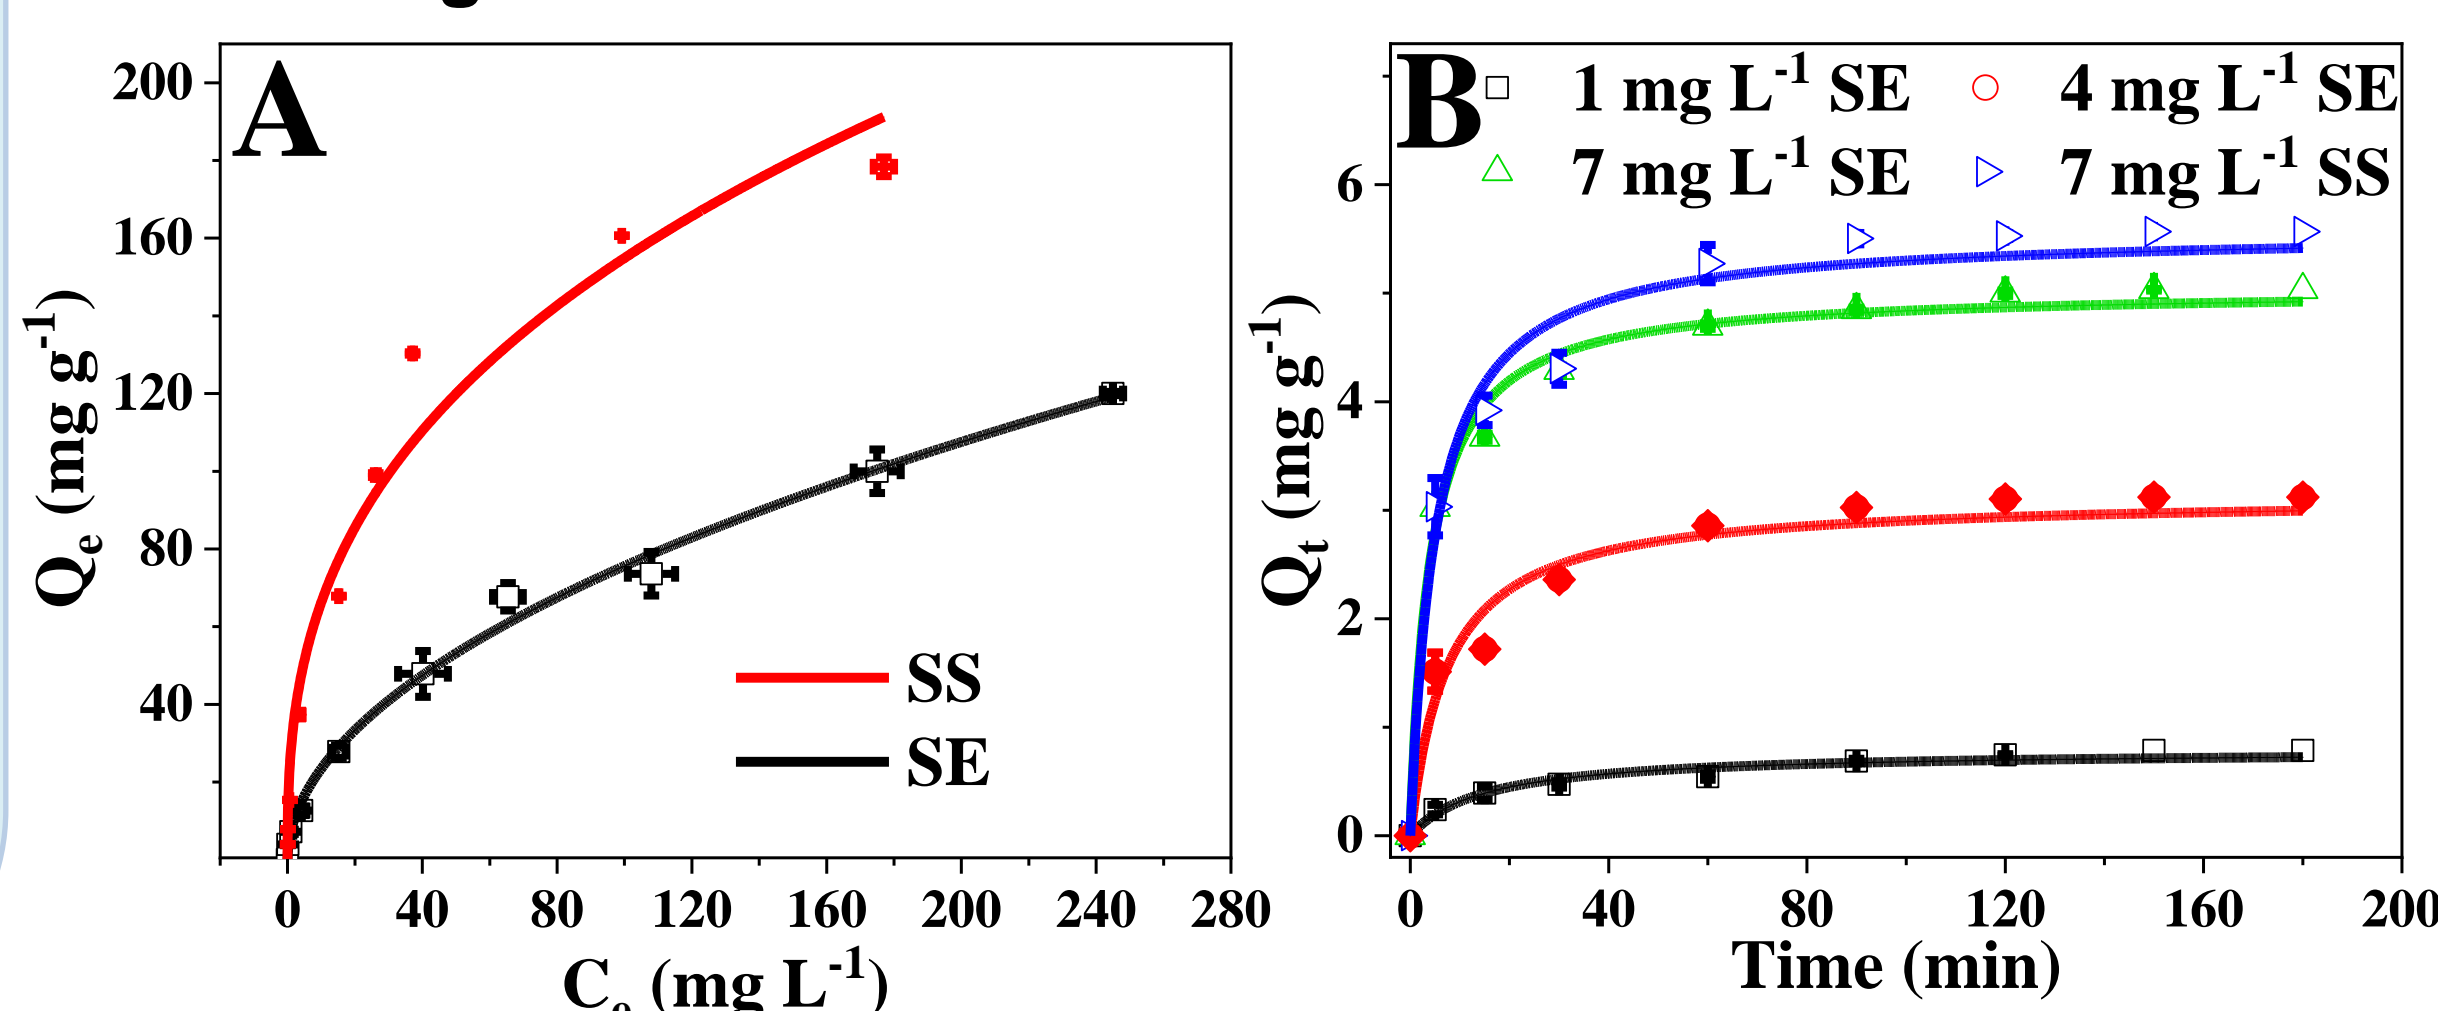 A
200
160
120
80
40
Qe (mg g-1)
SS
SE
0 40 80 120 160 200 240 280
Ce (mg L-1)
B
1 mg L-1 SE 4 mg L-1 SE
7 mg L-1 SE 7 mg L-1 SS
6
4
2
0
Qt (mg g-1)
0 40 80 120 160 200
Time (min)